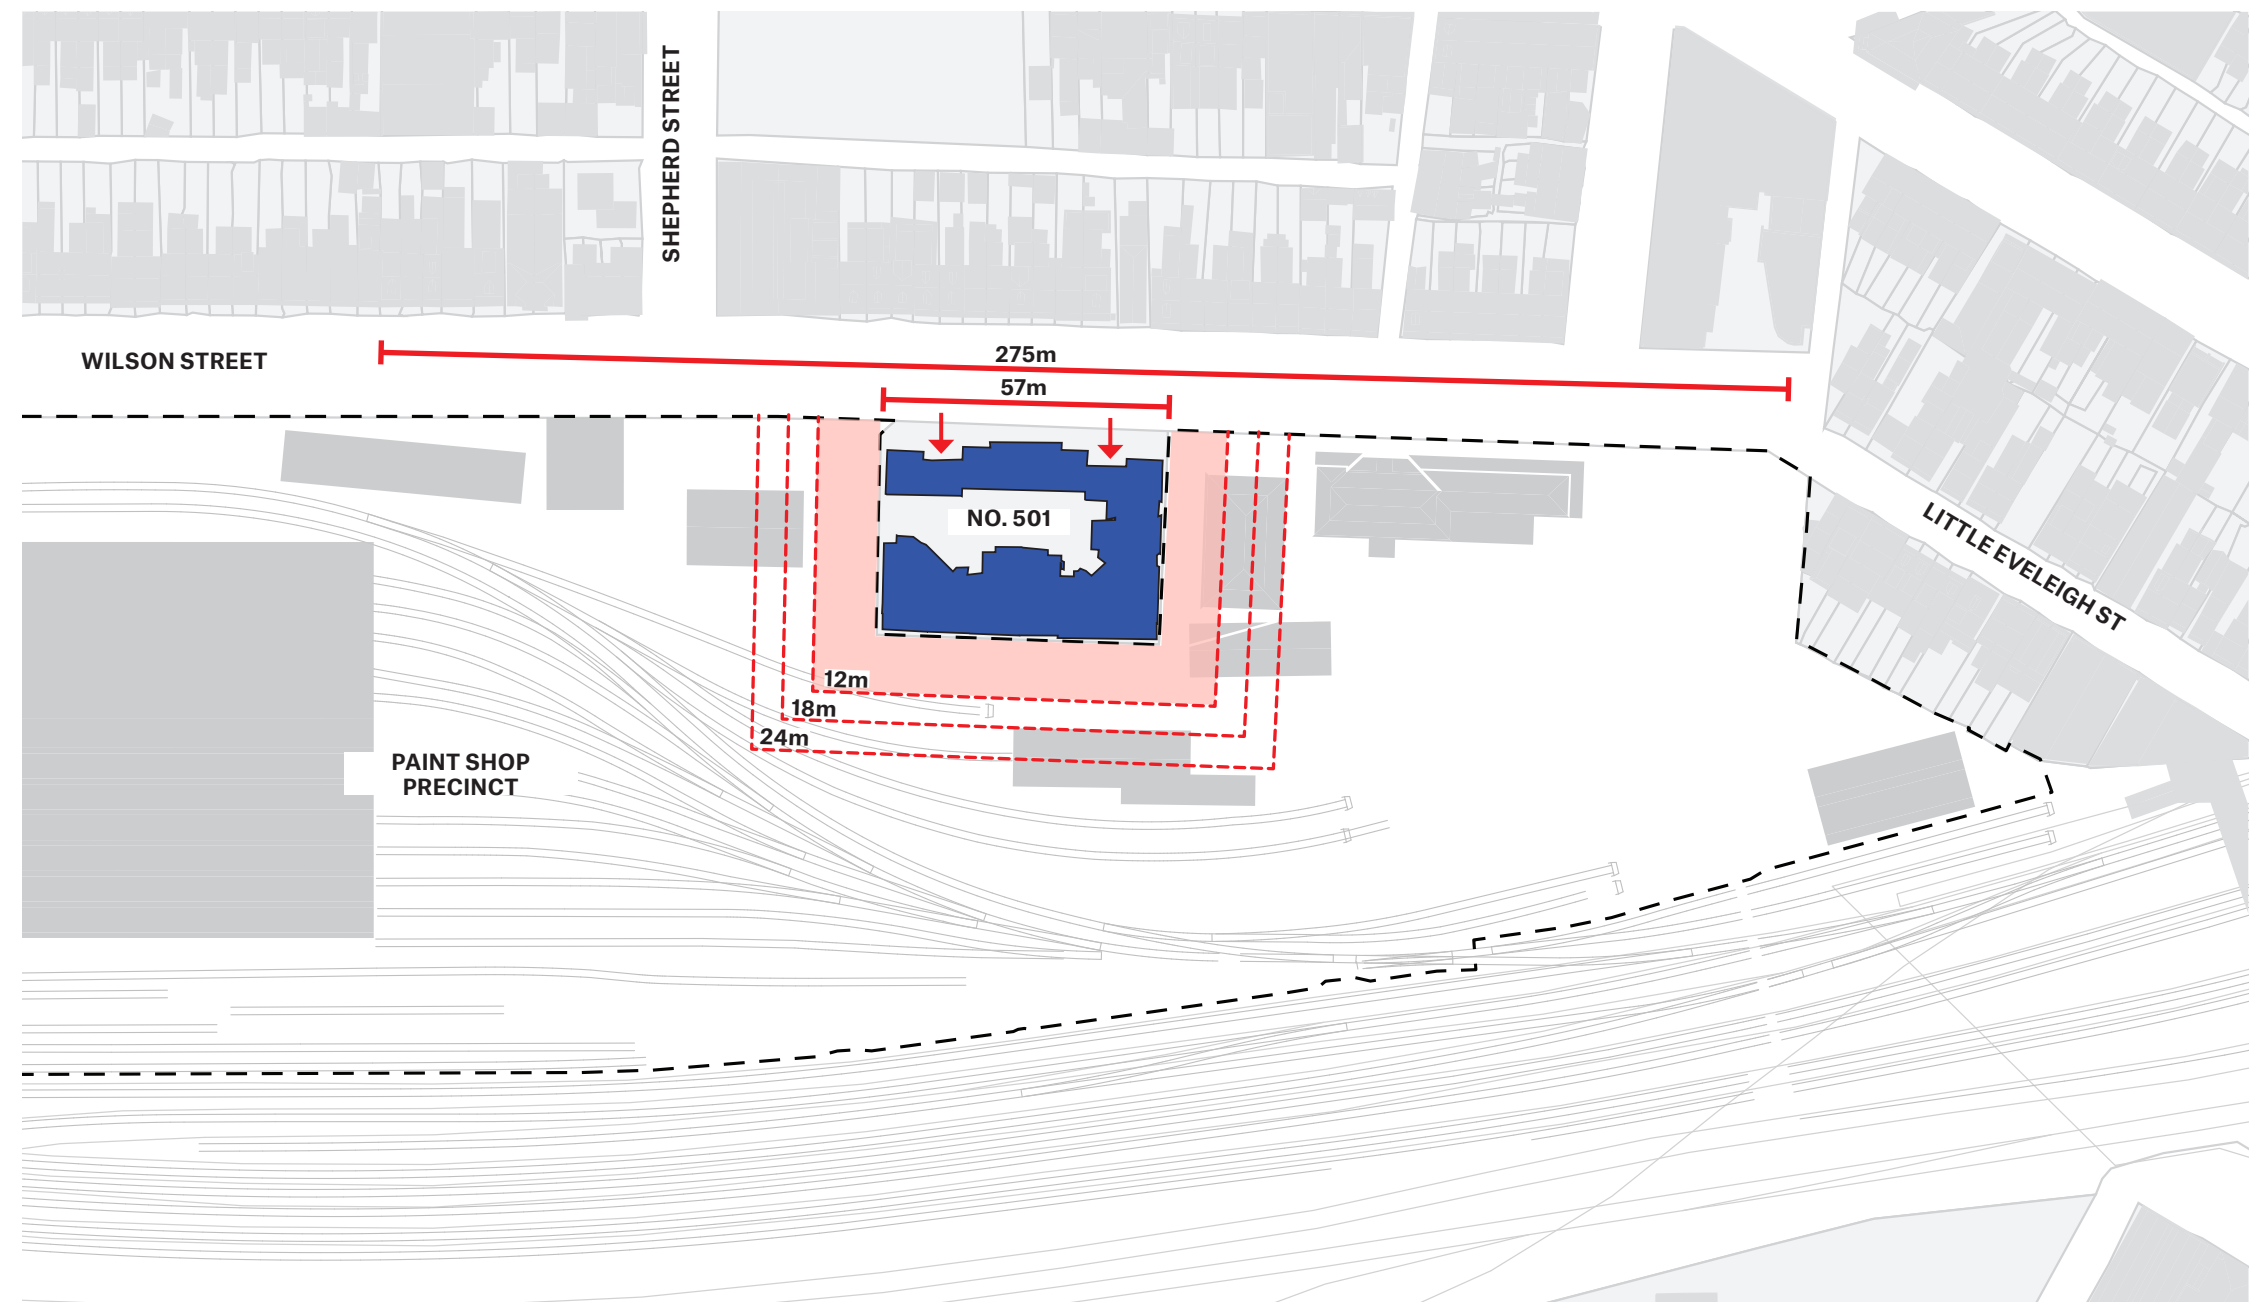 SHEPHERD STREET
WILSON STREET
275m
57m
NO. 501
LITTLE EVELEIGH ST
12m
18m
24m
PAINT SHOP
PRECINCT